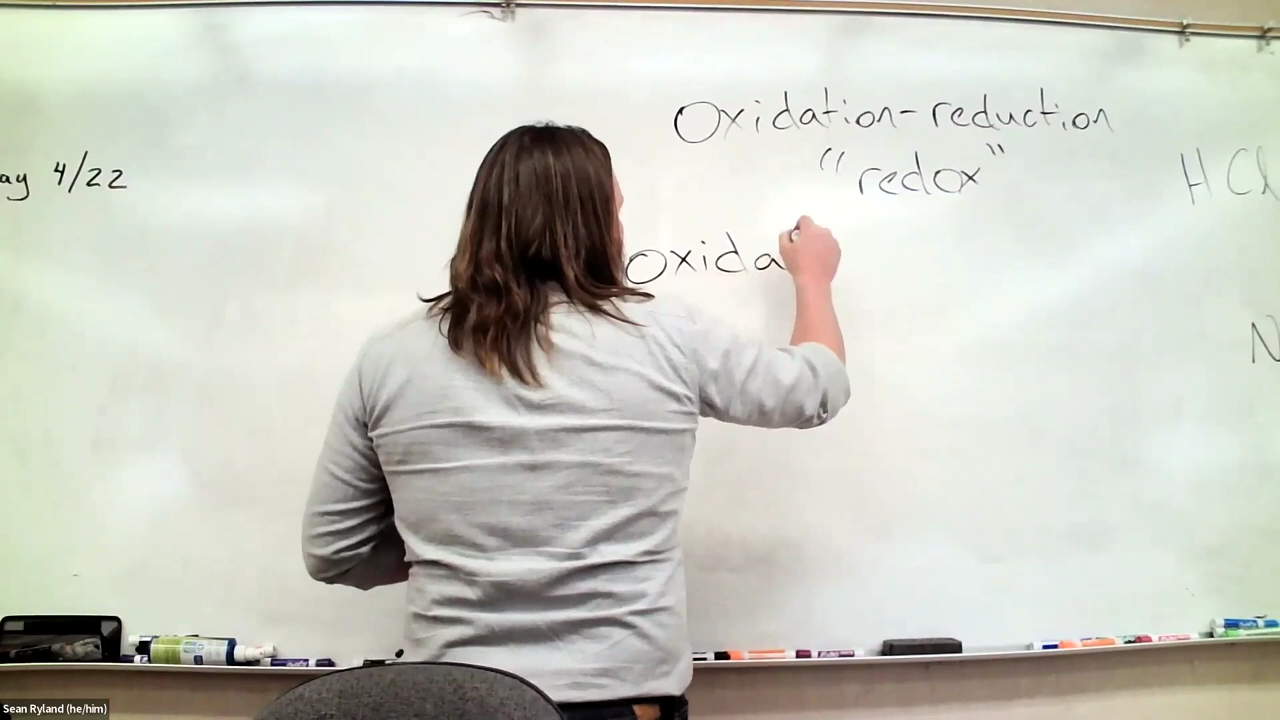 Oxidation-reduction
"redox"
ay 4/22
HCl
oxida
N
Sean Ryland (he/him)